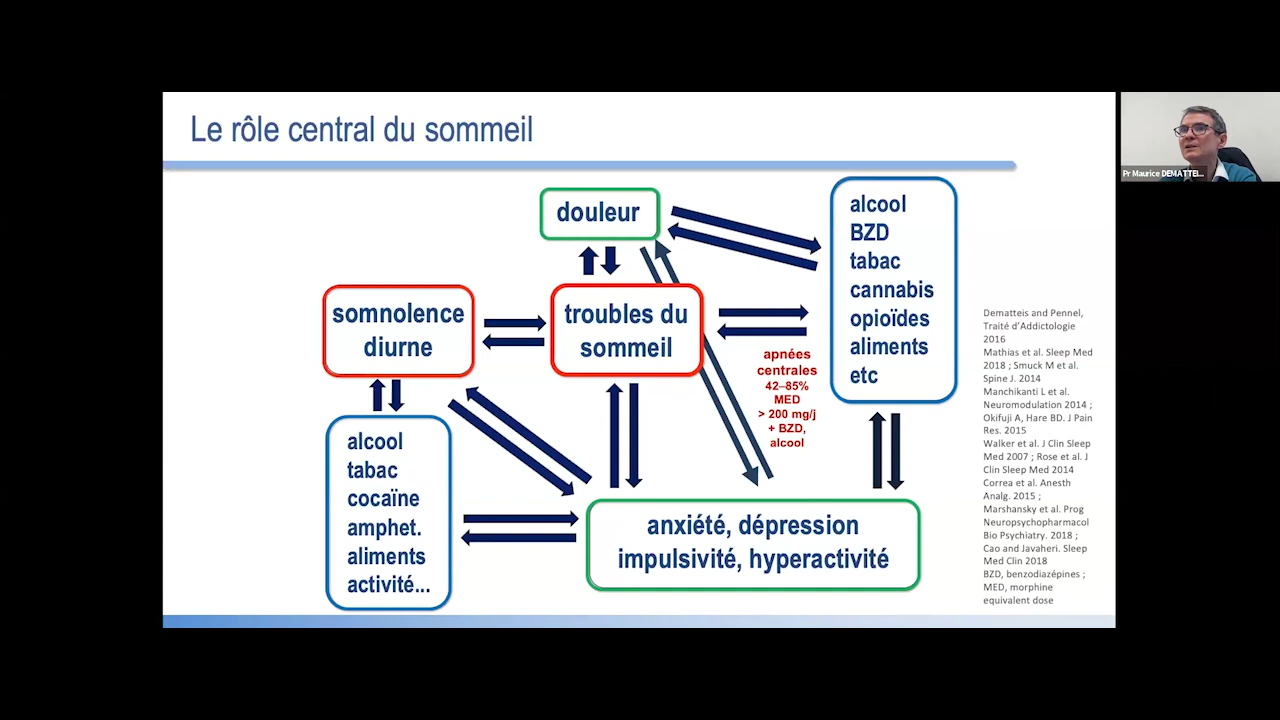 Le rôle central du sommeil
douleur
alcool
BZD
tabac
cannabis
opioïdes
aliments
etc
somnolence
diurne
troubles du
sommeil
apnées
centrales
42–85%
MED
> 200 mg/j
+ BZD,
alcool
alcool
tabac
cocaïne
amphet.
aliments
activité...
anxiété, dépression
impulsivité, hyperactivité
Dematteis and Pennel,
Traité d'Addictologie
2016
Mathias et al. Sleep Med
2018 ; Smuck M et al.
Spine J. 2014
Manchikanti L et al.
Neuromodulation 2014 ;
Okifuji A, Hare BD. J Pain
Res. 2015
Walker et al. J Clin Sleep
Med 2007 ; Rose et al. J
Clin Sleep Med 2014
Correa et al. Anesth
Analg. 2015 ;
Marshansky et al. Prog
Neuropsychopharmacol
Bio Psychiatry. 2018 ;
Cao and Javaheri. Sleep
Med Clin 2018
BZD, benzodiazépines ;
MED, morphine
equivalent dose
Pr Maurice DEMATTEI...